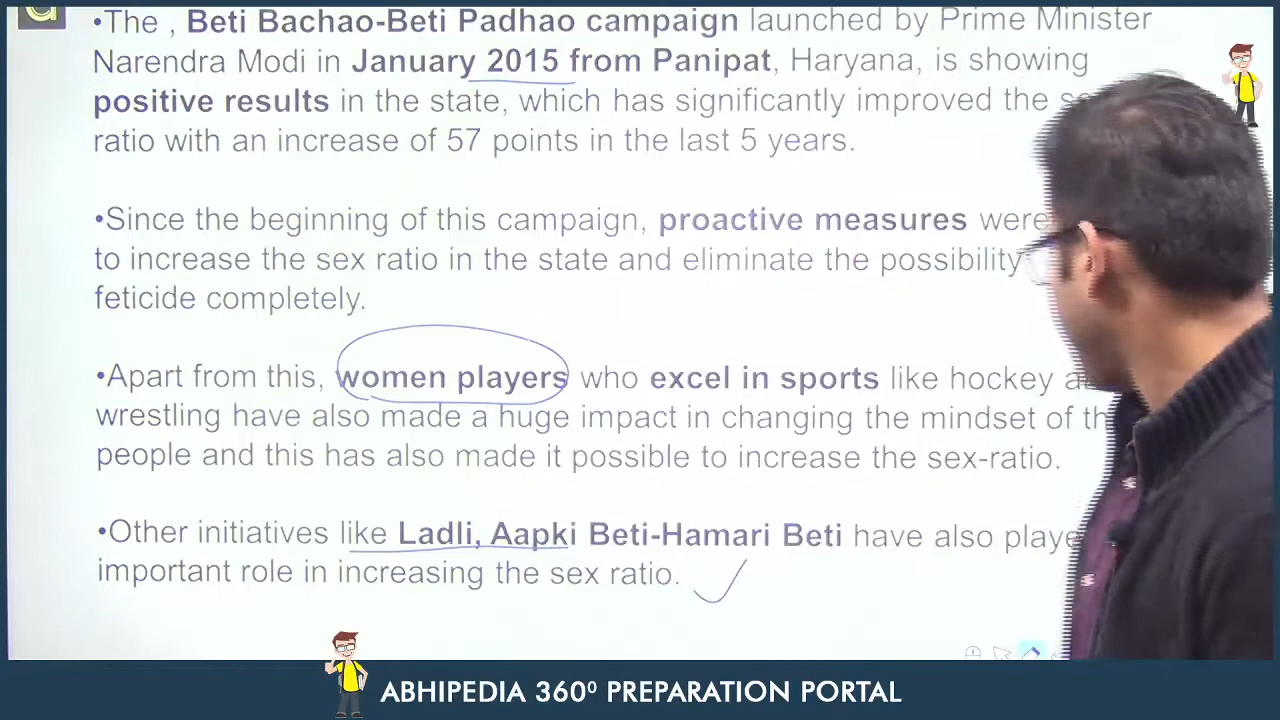 •The , Beti Bachao-Beti Padhao campaign launched by Prime Minister
Narendra Modi in January 2015 from Panipat, Haryana, is showing
positive results in the state, which has significantly improved the
ratio with an increase of 57 points in the last 5 years.
•Since the beginning of this campaign, proactive measures were
to increase the sex ratio in the state and eliminate the possibility
feticide completely.
•Apart from this, women players who excel in sports like hockey
wrestling have also made a huge impact in changing the mindset of
people and this has also made it possible to increase the sex-ratio.
•Other initiatives like Ladli, Aapki Beti-Hamari Beti have also
important role in increasing the sex ratio.
ABHIPEDIA 360⁰ PREPARATION PORTAL